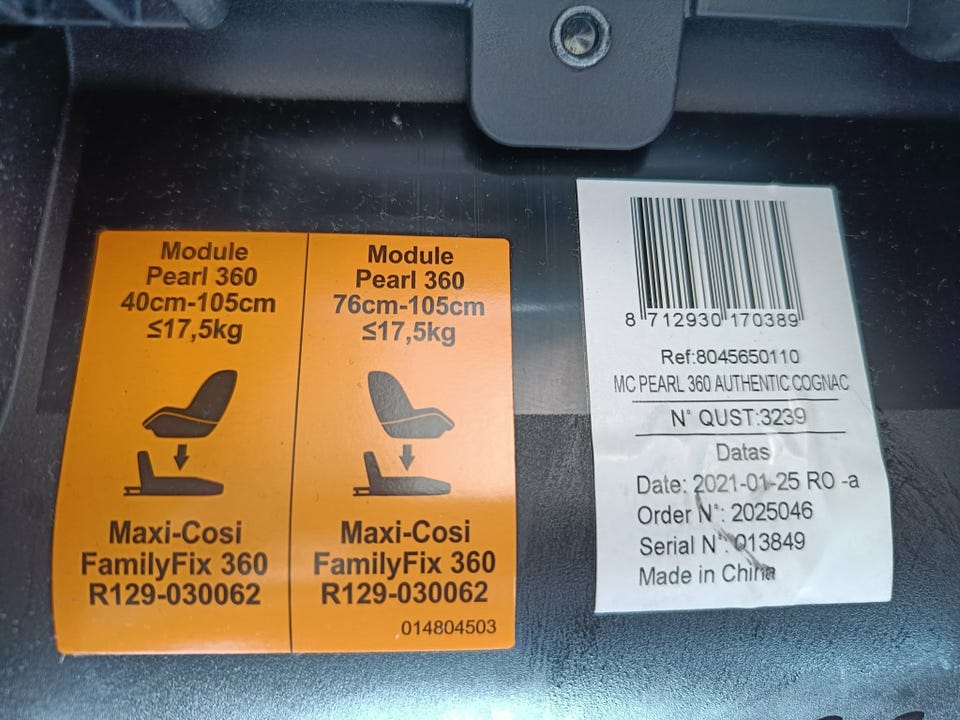 Module
Pearl 360
40cm-105cm
≤17,5kg
Maxi-Cosi
FamilyFix 360
R129-030062
Module
Pearl 360
76cm-105cm
≤17,5kg
Maxi-Cosi
FamilyFix 360
R129-030062
014804503
8 712930 170389
Ref:8045650110
MC PEARL 360 AUTHENTIC COGNAC
N° QUST:3239
Datas
Date: 2021-01-25 RO -a
Order N°: 2025046
Serial N°: 013849
Made in China